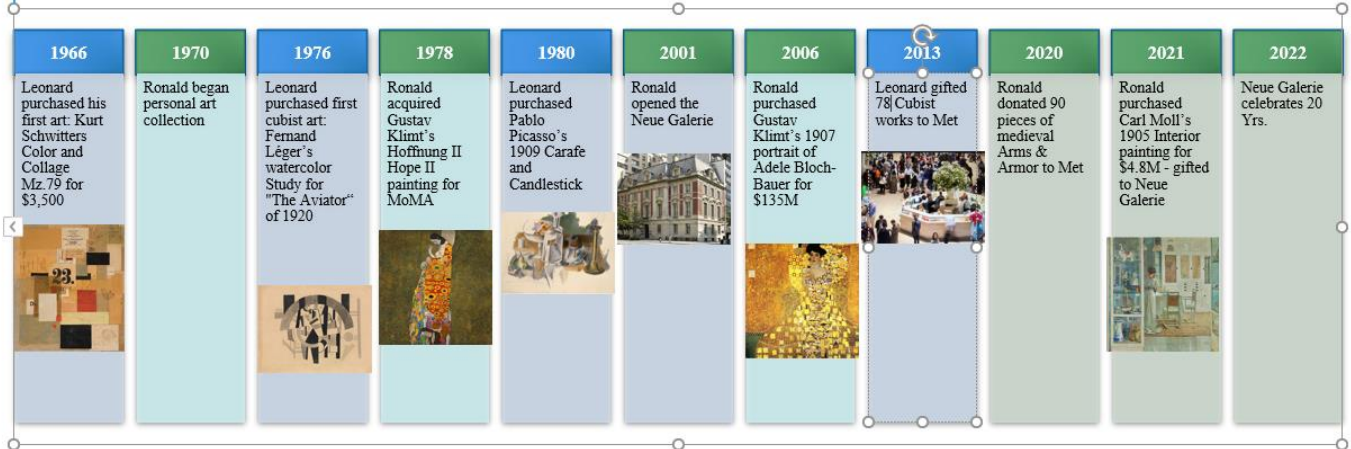 1966
Leonard
purchased his
first art: Kurt
Schwitters
Color and
Collage
Mz.79 for
$3,500
1970
Ronald began
personal art
collection
1976
Leonard
purchased first
cubist art:
Fernand
Léger’s
watercolor
Study for
"The Aviator“
of 1920
1978
Ronald
acquired
Gustav
Klimt’s
Hoffnung II
Hope II
painting for
MoMA
1980
Leonard
purchased
Pablo
Picasso’s
1909 Carafe
and
Candlestick
2001
Ronald
opened the
Neue Galerie
2006
Ronald
purchased
Gustav
Klimt’s 1907
portrait of
Adele Bloch-
Bauer for
$135M
2013
Leonard gifted
78 Cubist
works to Met
2020
Ronald
donated 90
pieces of
medieval
Arms &
Armor to Met
2021
Ronald
purchased
Carl Moll’s
1905 Interior
painting for
$4.8M - gifted
to Neue
Galerie
2022
Neue Galerie
celebrates 20
Yrs.
23.